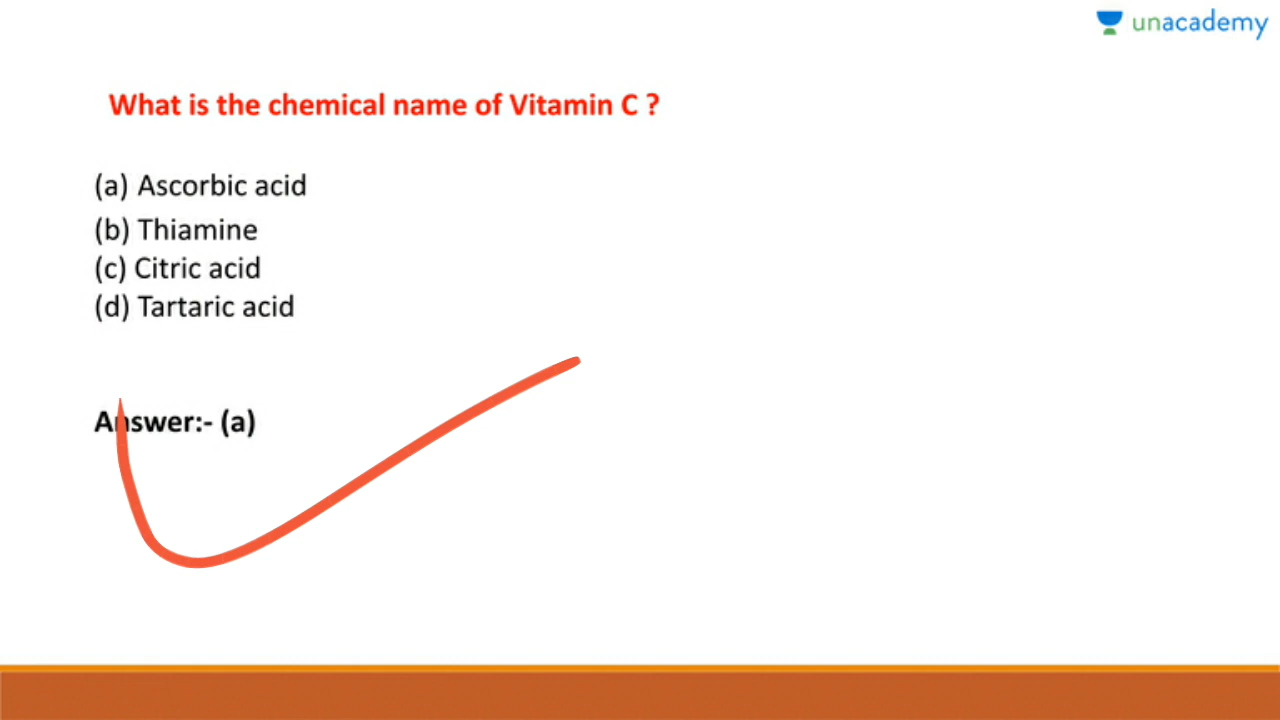 unacademy
What is the chemical name of Vitamin C ?
(a) Ascorbic acid
(b) Thiamine
(c) Citric acid
(d) Tartaric acid
Answer:- (a)